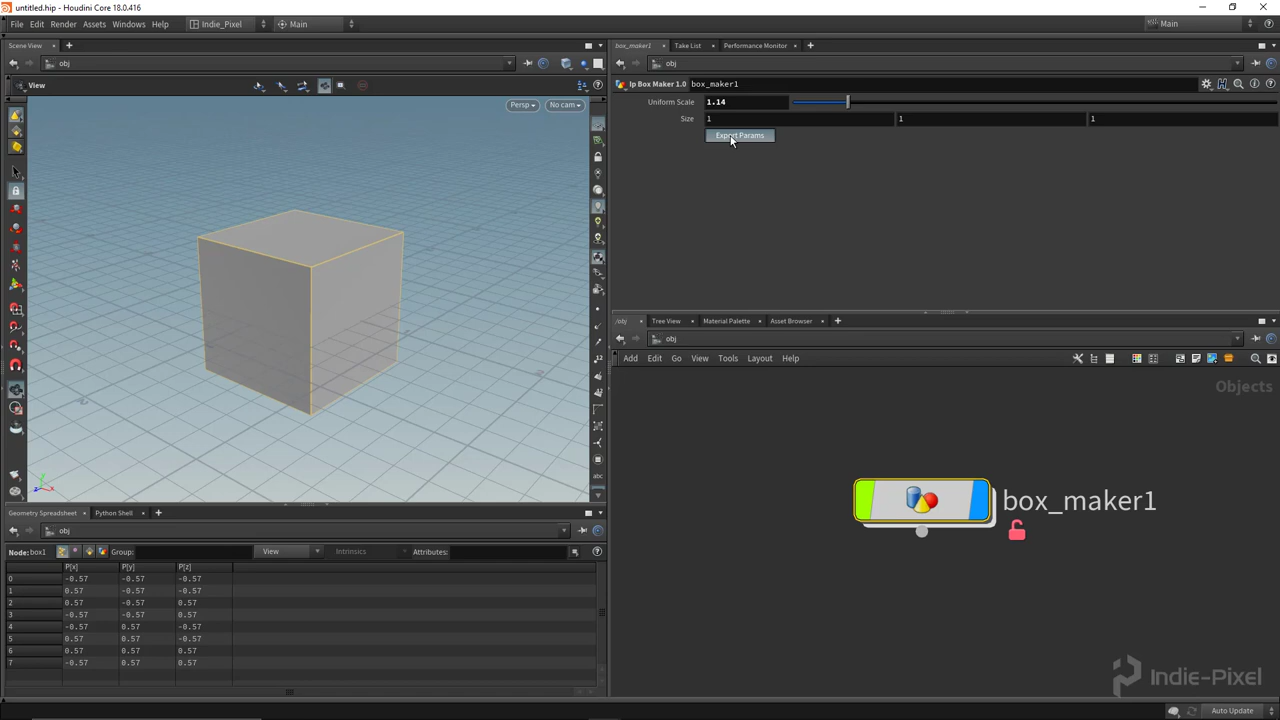 untitled.hip - Houdini Core 18.0.416
File Edit Render Assets Windows Help Indie_Pixel Main Main
Scene View
obj
View
Persp No cam
abc
Geometry Spreadsheet Python Shell
obj
Node: box1 Group: View Intrinsics Attributes:
P[x] P[y] P[z]
0 -0.57 -0.57 -0.57
1 0.57 -0.57 -0.57
2 0.57 -0.57 0.57
3 -0.57 -0.57 0.57
4 -0.57 0.57 -0.57
5 0.57 0.57 -0.57
6 0.57 0.57 0.57
7 -0.57 0.57 0.57
box_maker1 Take List Performance Monitor
obj
Ip Box Maker 1.0 box_maker1
Uniform Scale 1.14
Size 1 1 1
Export Params
/obj Tree View Material Palette Asset Browser
obj
Add Edit Go View Tools Layout Help
Objects
box_maker1
Indie-Pixel
Auto Update